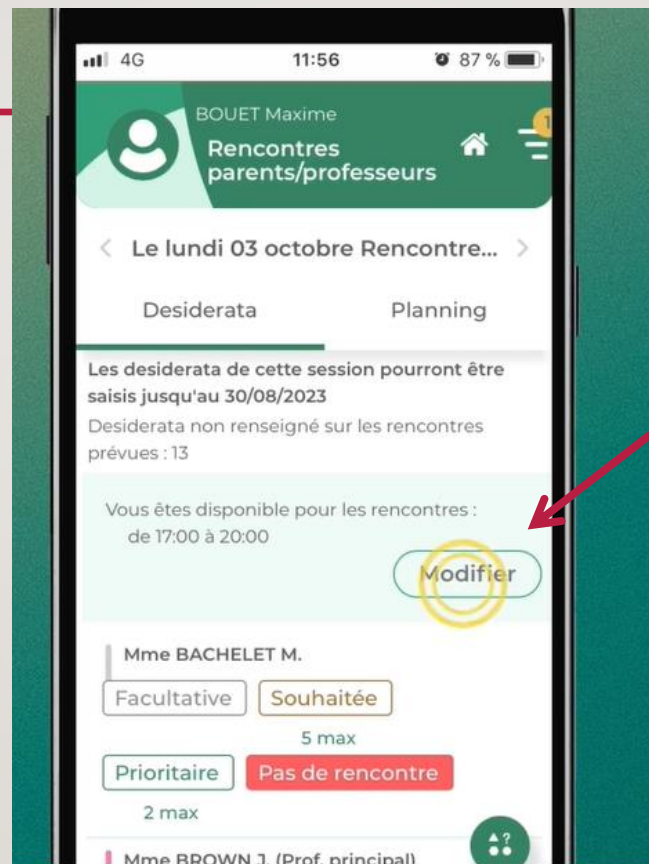 4G 11:56 87 %
BOUET Maxime
1
Rencontres
parents/professeurs
Le lundi 03 octobre Rencontre...
Desiderata Planning
Les desiderata de cette session pourront être
saisis jusqu'au 30/08/2023
Desiderata non renseigné sur les rencontres
prévues : 13
Vous êtes disponible pour les rencontres :
de 17:00 à 20:00
Modifier
Mme BACHELET M.
Facultative Souhaitée
5 max
Prioritaire Pas de rencontre
2 max
?
Mme BROWN J. (Prof. principal)